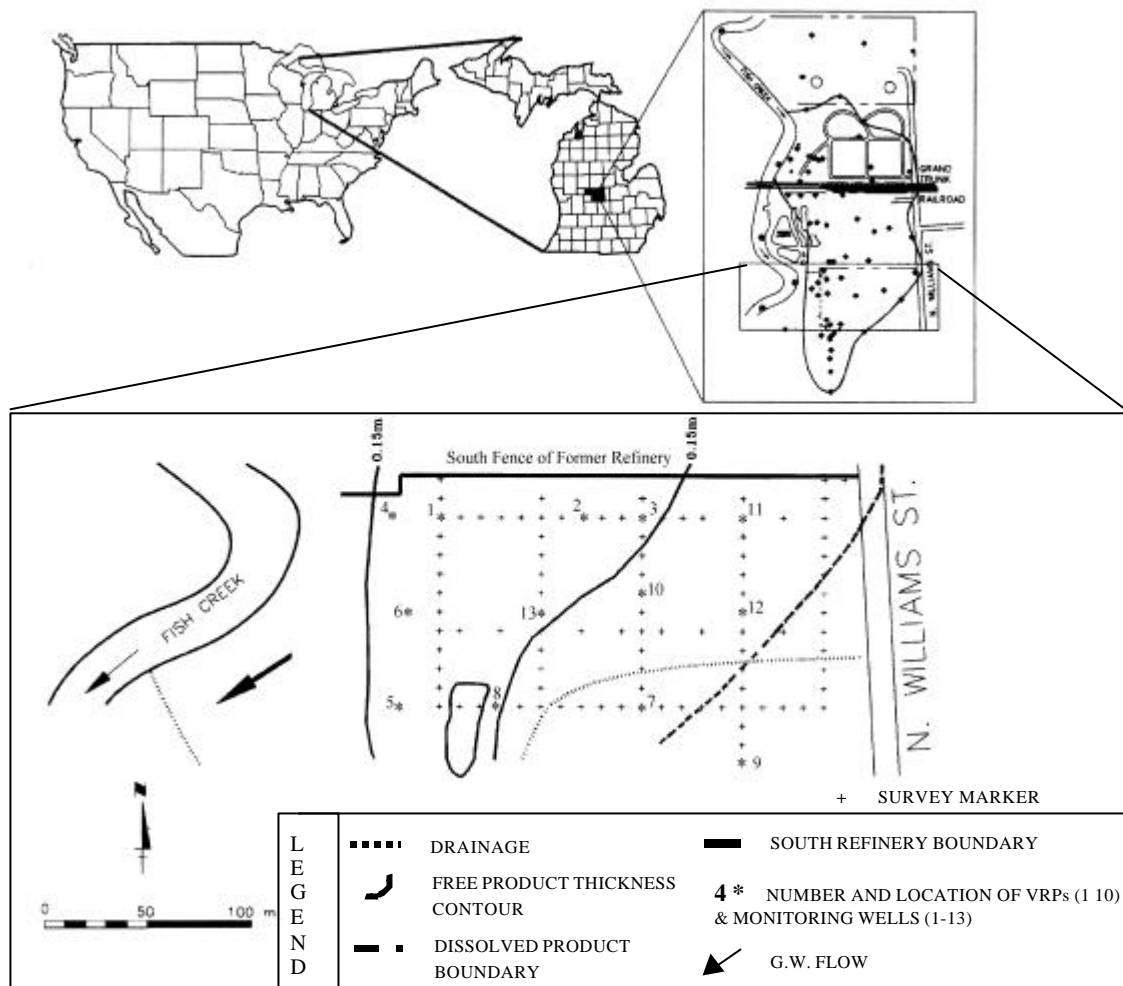 FISH CREEK
GRAND
TRUNK
RAILROAD
N. WILLIAMS ST.
0.15m
0.15m
South Fence of Former Refinery
4 *
1
2
3
11
10
6 *
13
12
5
8
7
9
FISH CREEK
N. WILLIAMS ST.
N
0 50 100 m
+ SURVEY MARKER
LEGEND
DRAINAGE
FREE PRODUCT THICKNESS
CONTOUR
DISSOLVED PRODUCT
BOUNDARY
SOUTH REFINERY BOUNDARY
4 * NUMBER AND LOCATION OF VRPs (1 10)
& MONITORING WELLS (1-13)
G.W. FLOW